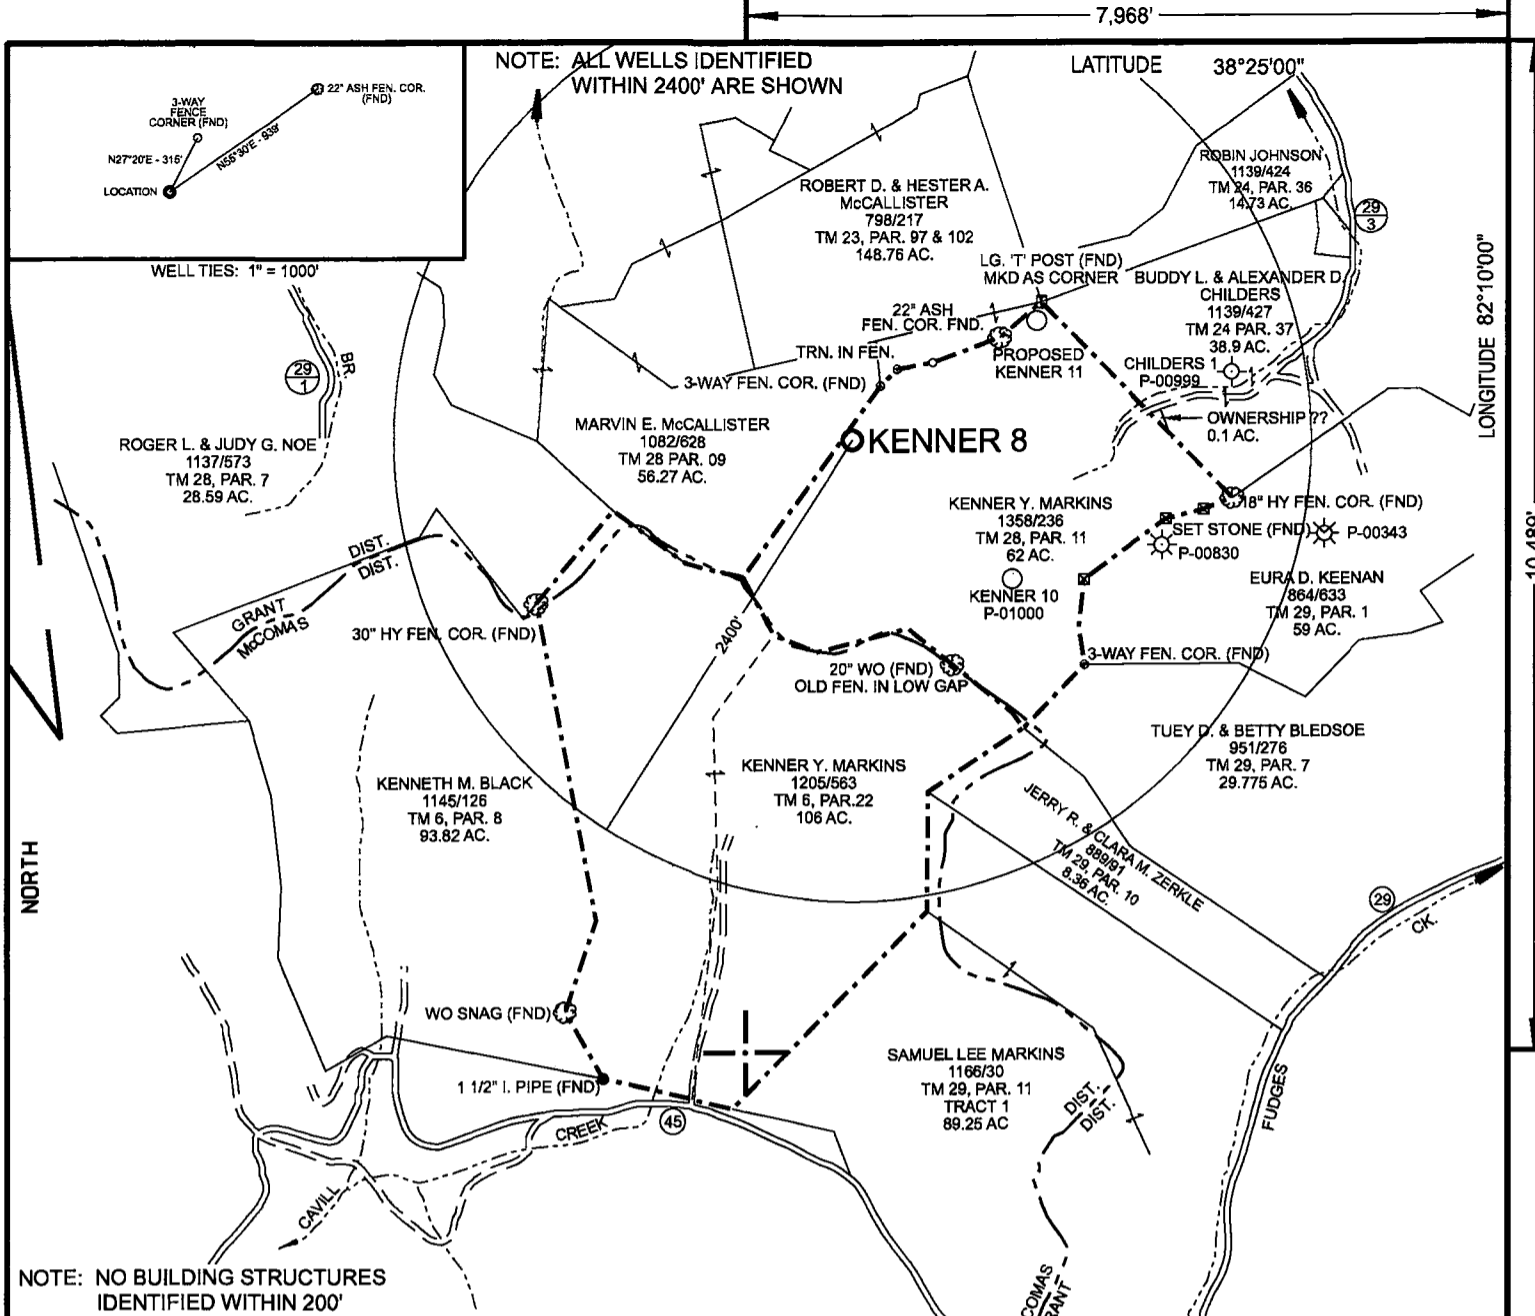 7,968'
NOTE: ALL WELLS IDENTIFIED
WITHIN 2400' ARE SHOWN
LATITUDE 38°25'00"
22" ASH FEN. COR.
(FND)
3-WAY
FENCE
CORNER (FND)
N27°20'E - 315'
N55°30'E - 939'
LOCATION
WELL TIES: 1" = 1000'
ROBIN JOHNSON
1139/424
TM 24, PAR. 36
14.73 AC.
29
3
ROBERT D. & HESTER A.
McCALLISTER
798/217
TM 23, PAR. 97 & 102
148.76 AC.
LG. 'T' POST (FND)
MKD AS CORNER
BUDDY L. & ALEXANDER D.
CHILDERS
1139/427
TM 24 PAR. 37
38.9 AC.
LONGITUDE 82°10'00"
22" ASH
FEN. COR. FND.
TRN. IN FEN.
3-WAY FEN. COR. (FND)
PROPOSED
KENNER 11
CHILDERS 1
P-00999
OWNERSHIP ??
0.1 AC.
29
1
BR.
ROGER L. & JUDY G. NOE
1137/573
TM 28, PAR. 7
28.59 AC.
MARVIN E. McCALLISTER
1082/628
TM 28 PAR. 09
56.27 AC.
KENNER 8
KENNER Y. MARKINS
1358/236
TM 28, PAR. 11
62 AC.
18" HY FEN. COR. (FND)
SET STONE (FND)
P-00343
P-00830
10,489'
KENNER 10
P-01000
EURA D. KEENAN
864/633
TM 29, PAR. 1
59 AC.
DIST.
DIST.
GRANT
McCOMAS
30" HY FEN. COR. (FND)
2400'
3-WAY FEN. COR. (FND)
20" WO (FND)
OLD FEN. IN LOW GAP
TUEY D. & BETTY BLEDSOE
951/276
TM 29, PAR. 7
29.775 AC.
KENNETH M. BLACK
1145/126
TM 6, PAR. 8
93.82 AC.
KENNER Y. MARKINS
1205/563
TM 6, PAR.22
106 AC.
JERRY R. & CLARA M. ZERKLE
889/91
TM 29, PAR. 10
8.36 AC.
NORTH
29
CK.
WO SNAG (FND)
1 1/2" I. PIPE (FND)
SAMUEL LEE MARKINS
1166/30
TM 29, PAR. 11
TRACT 1
89.25 AC
DIST.
DIST.
FUDGES
CREEK
45
CAVILL
NOTE: NO BUILDING STRUCTURES
IDENTIFIED WITHIN 200'
COMAS
RANT